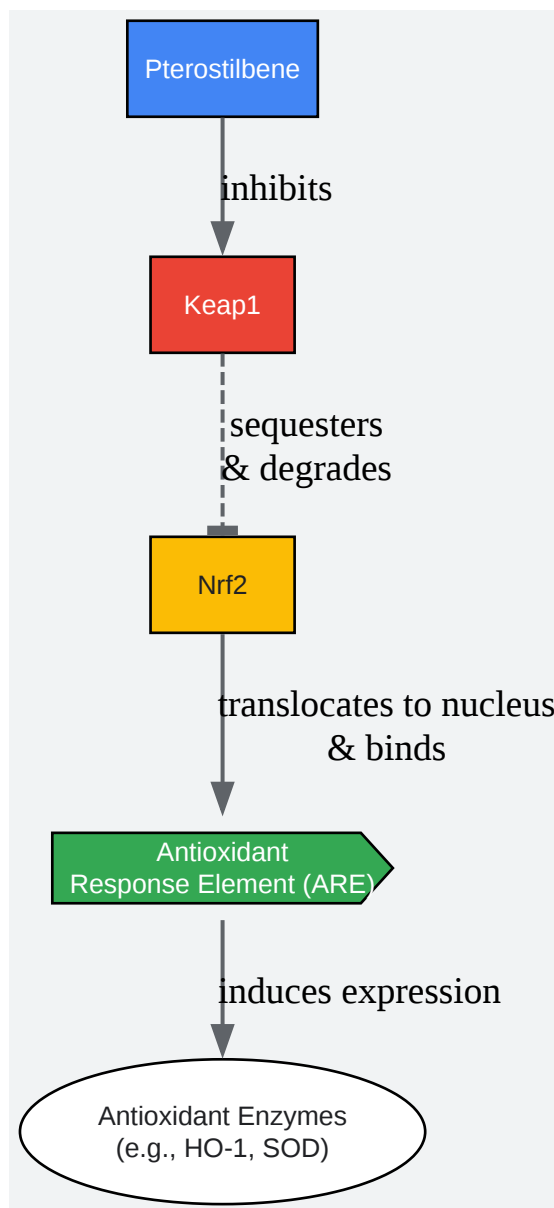 Pterostilbene
inhibits
Keap1
sequesters
& degrades
Nrf2
translocates to nucleus
& binds
Antioxidant
Response Element (ARE)
induces expression
Antioxidant Enzymes
(e.g., HO-1, SOD)